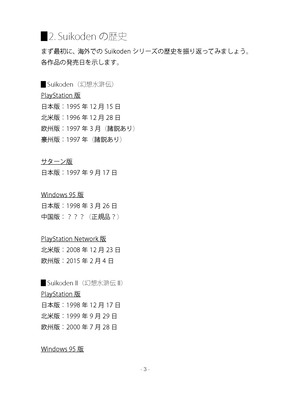 ■2. Suikoden の歴史
まず最初に、海外での Suikoden シリーズの歴史を振り返ってみましょう。
各作品の発売日を示します。
■Suikoden（幻想水滸伝）
PlayStation 版
日本版：1995 年 12 月 15 日
北米版：1996 年 12 月 28 日
欧州版：1997 年 3 月（諸説あり）
豪州版：1997 年（諸説あり）
サターン版
日本版：1997 年 9 月 17 日
Windows 95 版
日本版：1998 年 3 月 26 日
中国版：？？？（正規品？）
PlayStation Network 版
北米版：2008 年 12 月 23 日
欧州版：2015 年 2 月 4 日
■Suikoden II（幻想水滸伝 II）
PlayStation 版
日本版：1998 年 12 月 17 日
北米版：1999 年 9 月 29 日
欧州版：2000 年 7 月 28 日
Windows 95 版
- 3 -